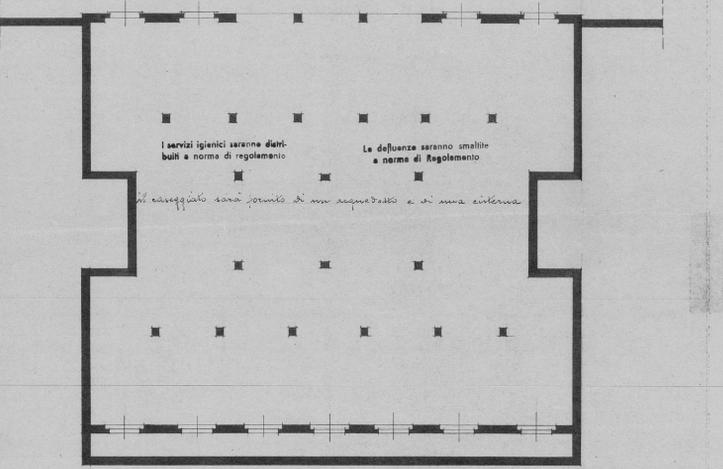 I servizi igienici saranno distri-
buiti a norma di regolamento
Le defluenze saranno smaltite
a norma di Regolamento
il caseggiato sarà fornito di un acquedotto e di una cisterna